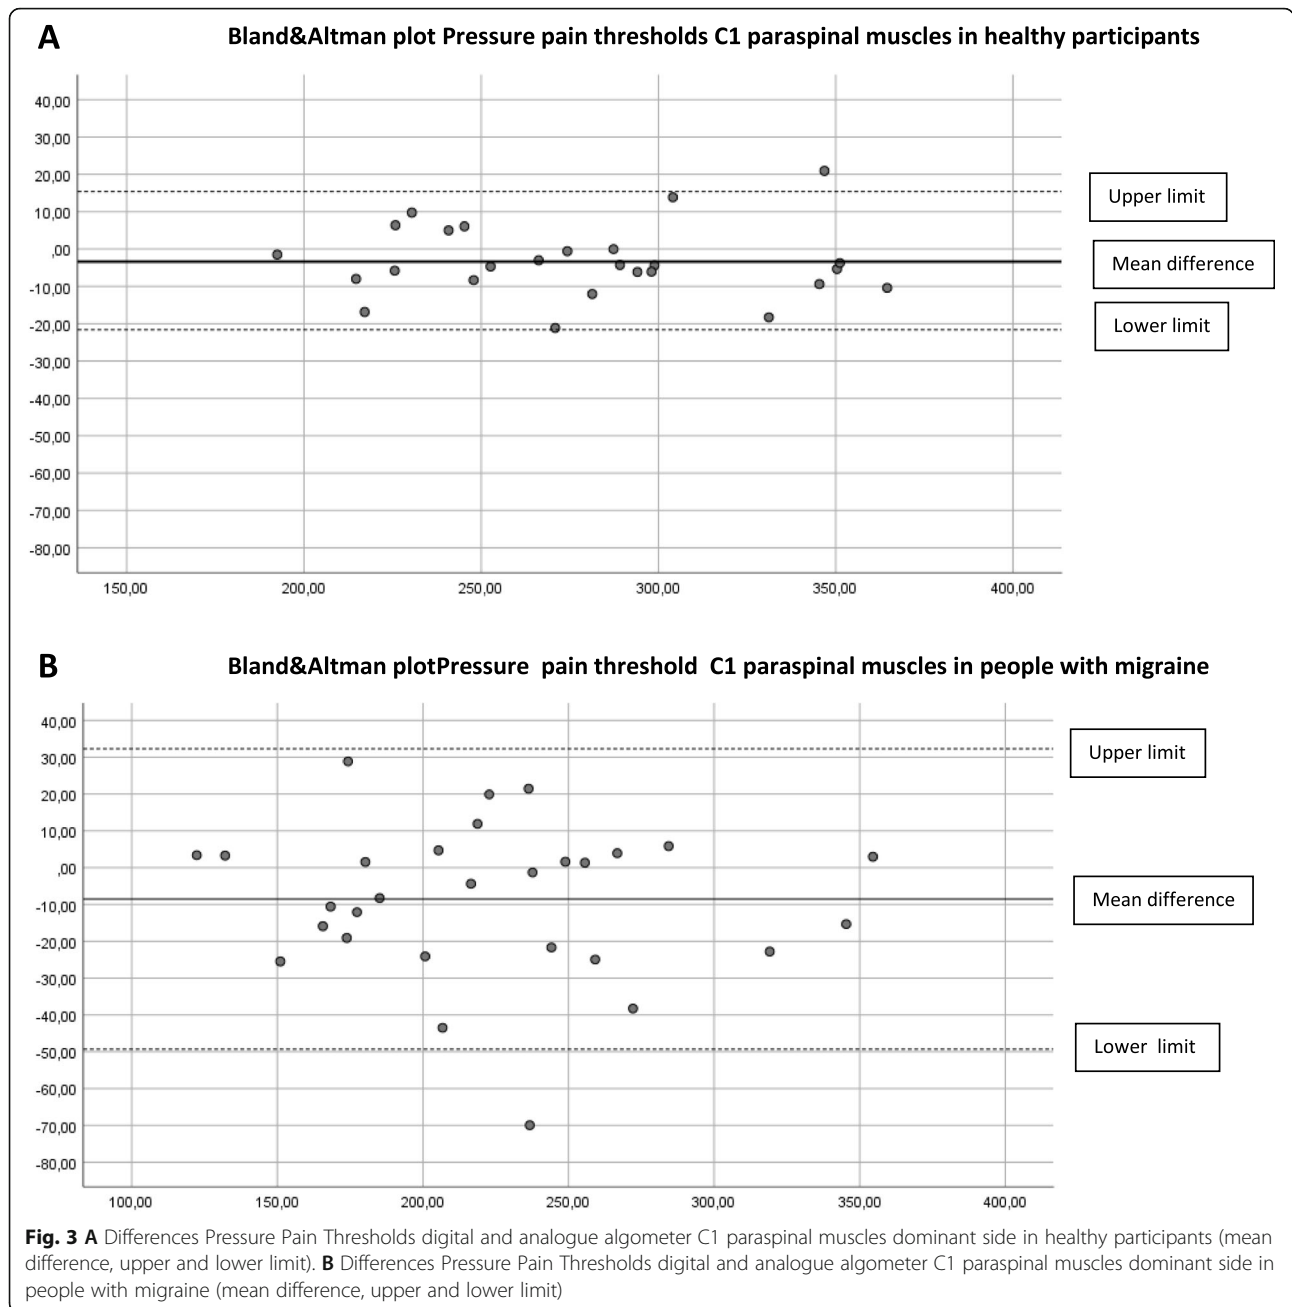 A
Bland&Altman plot Pressure pain thresholds C1 paraspinal muscles in healthy participants
40,00
30,00
20,00
10,00
,00
-10,00
-20,00
-30,00
-40,00
-50,00
-60,00
-70,00
-80,00
Upper limit
Mean difference
Lower limit
150,00 200,00 250,00 300,00 350,00 400,00
B
Bland&Altman plotPressure pain threshold C1 paraspinal muscles in people with migraine
40,00
30,00
20,00
10,00
,00
-10,00
-20,00
-30,00
-40,00
-50,00
-60,00
-70,00
-80,00
Upper limit
Mean difference
Lower limit
100,00 150,00 200,00 250,00 300,00 350,00 400,00
Fig. 3 A Differences Pressure Pain Thresholds digital and analogue algometer C1 paraspinal muscles dominant side in healthy participants (mean
difference, upper and lower limit). B Differences Pressure Pain Thresholds digital and analogue algometer C1 paraspinal muscles dominant side in
people with migraine (mean difference, upper and lower limit)